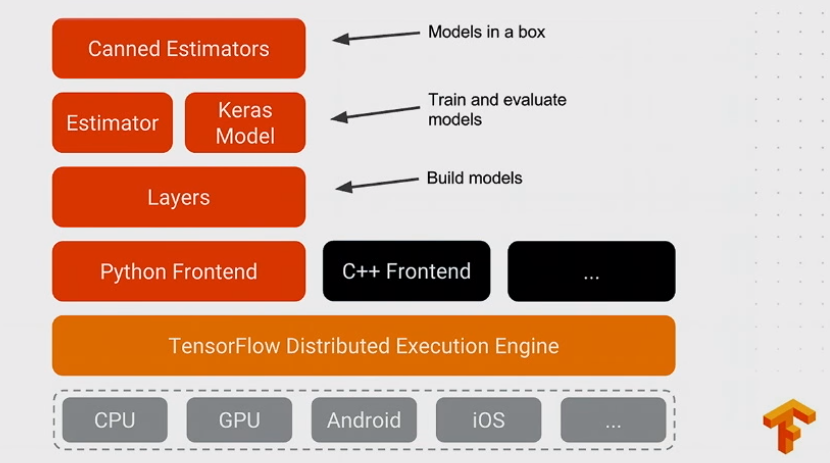 Canned Estimators
Models in a box
Estimator
Keras
Model
Train and evaluate
models
Layers
Build models
Python Frontend
C++ Frontend
...
TensorFlow Distributed Execution Engine
CPU
GPU
Android
iOS
...